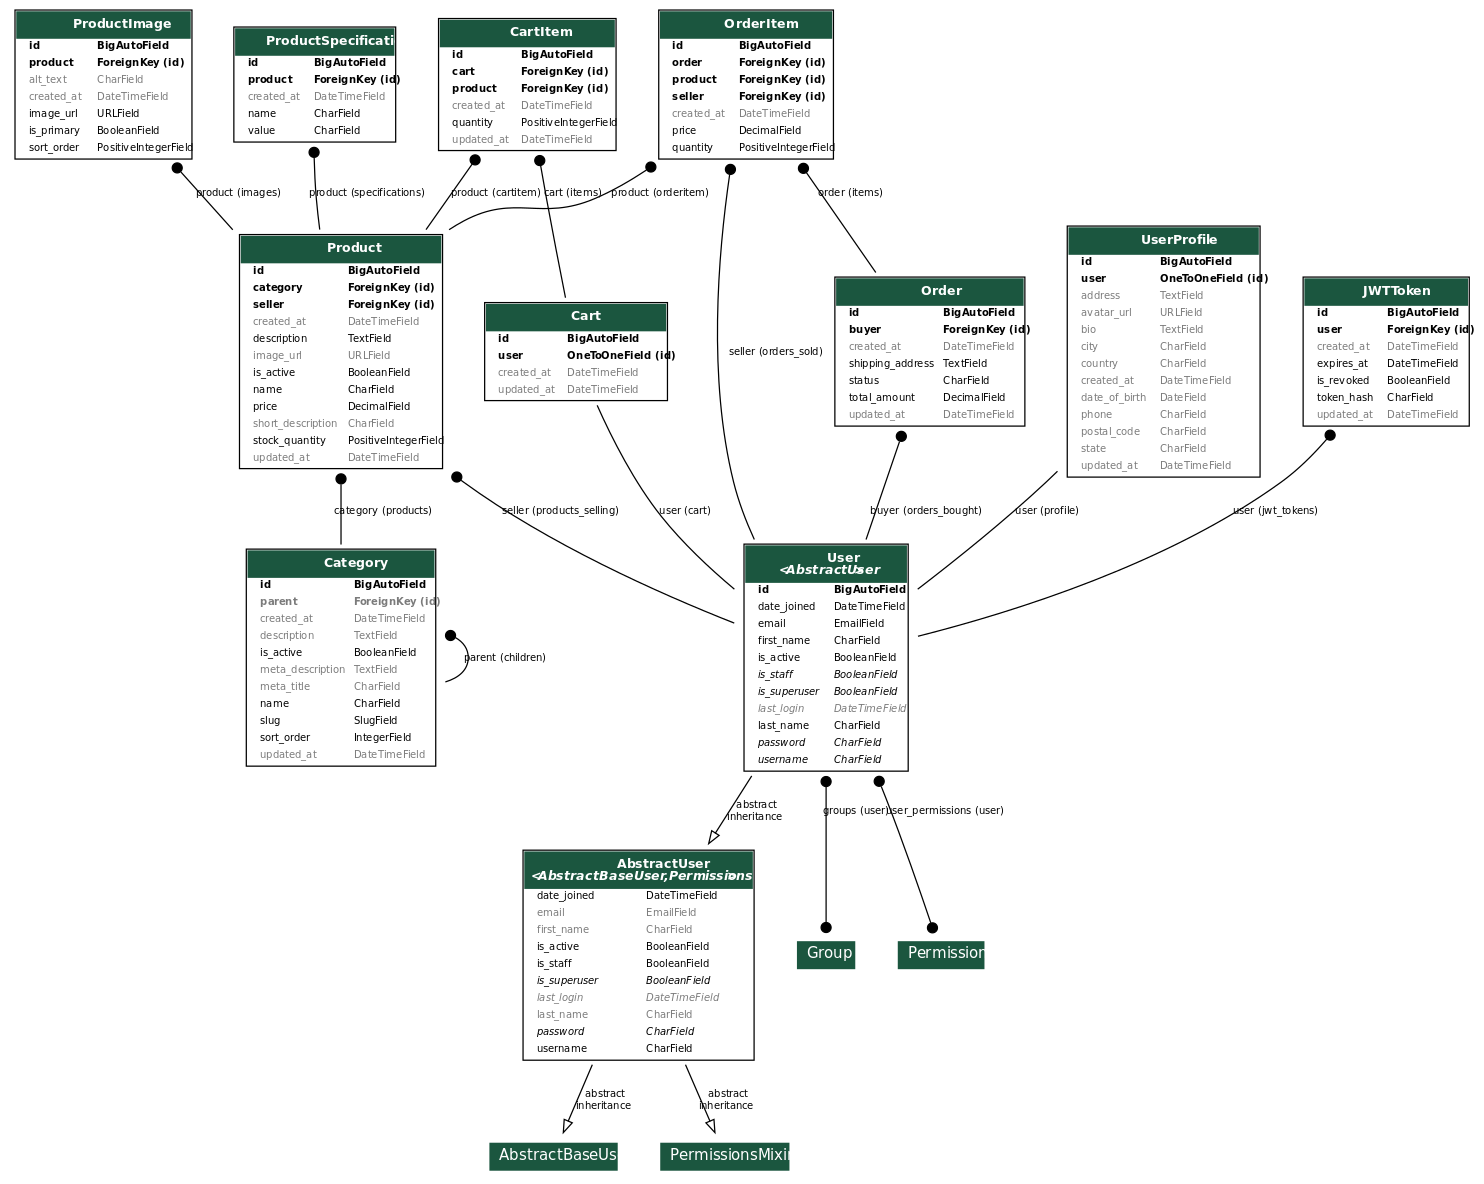 ProductImage
id BigAutoField
product ForeignKey (id)
alt_text CharField
created_at DateTimeField
image_url URLField
is_primary BooleanField
sort_order PositiveIntegerField
ProductSpecificati
id BigAutoField
product ForeignKey (id)
created_at DateTimeField
name CharField
value CharField
CartItem
id BigAutoField
cart ForeignKey (id)
product ForeignKey (id)
created_at DateTimeField
quantity PositiveIntegerField
updated_at DateTimeField
OrderItem
id BigAutoField
order ForeignKey (id)
product ForeignKey (id)
seller ForeignKey (id)
created_at DateTimeField
price DecimalField
quantity PositiveIntegerField
product (images)
product (specifications)
product (cartitem)
cart (items)
product (orderitem)
order (items)
Product
id BigAutoField
category ForeignKey (id)
seller ForeignKey (id)
created_at DateTimeField
description TextField
image_url URLField
is_active BooleanField
name CharField
price DecimalField
short_description CharField
stock_quantity PositiveIntegerField
updated_at DateTimeField
Cart
id BigAutoField
user OneToOneField (id)
created_at DateTimeField
updated_at DateTimeField
seller (orders_sold)
Order
id BigAutoField
buyer ForeignKey (id)
created_at DateTimeField
shipping_address TextField
status CharField
total_amount DecimalField
updated_at DateTimeField
UserProfile
id BigAutoField
user OneToOneField (id)
address TextField
avatar_url URLField
bio TextField
city CharField
country CharField
created_at DateTimeField
date_of_birth DateField
phone CharField
postal_code CharField
state CharField
updated_at DateTimeField
JWTToken
id BigAutoField
user ForeignKey (id)
created_at DateTimeField
expires_at DateTimeField
is_revoked BooleanField
token_hash CharField
updated_at DateTimeField
category (products)
seller (products_selling)
user (cart)
buyer (orders_bought)
user (profile)
user (jwt_tokens)
Category
id BigAutoField
parent ForeignKey (id)
created_at DateTimeField
description TextField
is_active BooleanField
meta_description TextField
meta_title CharField
name CharField
slug SlugField
sort_order IntegerField
updated_at DateTimeField
parent (children)
User
<AbstractUser>
id BigAutoField
date_joined DateTimeField
email EmailField
first_name CharField
is_active BooleanField
is_staff BooleanField
is_superuser BooleanField
last_login DateTimeField
last_name CharField
password CharField
username CharField
abstract
inheritance
groups (user)
user_permissions (user)
AbstractUser
<AbstractBaseUser,Permissions>
date_joined DateTimeField
email EmailField
first_name CharField
is_active BooleanField
is_staff BooleanField
is_superuser BooleanField
last_login DateTimeField
last_name CharField
password CharField
username CharField
Group
Permission
abstract
inheritance
abstract
inheritance
AbstractBaseUs
PermissionsMixi